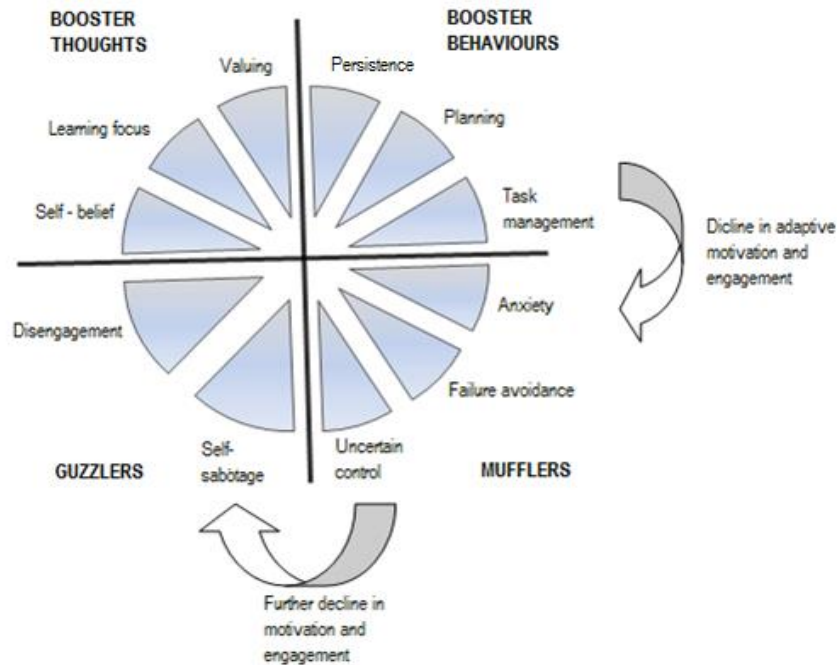 BOOSTER
THOUGHTS
BOOSTER
BEHAVIOURS
Valuing
Persistence
Learning focus
Planning
Self - belief
Task
management
Dicline in adaptive
motivation and
engagement
Disengagement
Anxiety
Failure avoidance
Self-
sabotage
Uncertain
control
GUZZLERS
MUFFLERS
Further decline in
motivation and
engagement